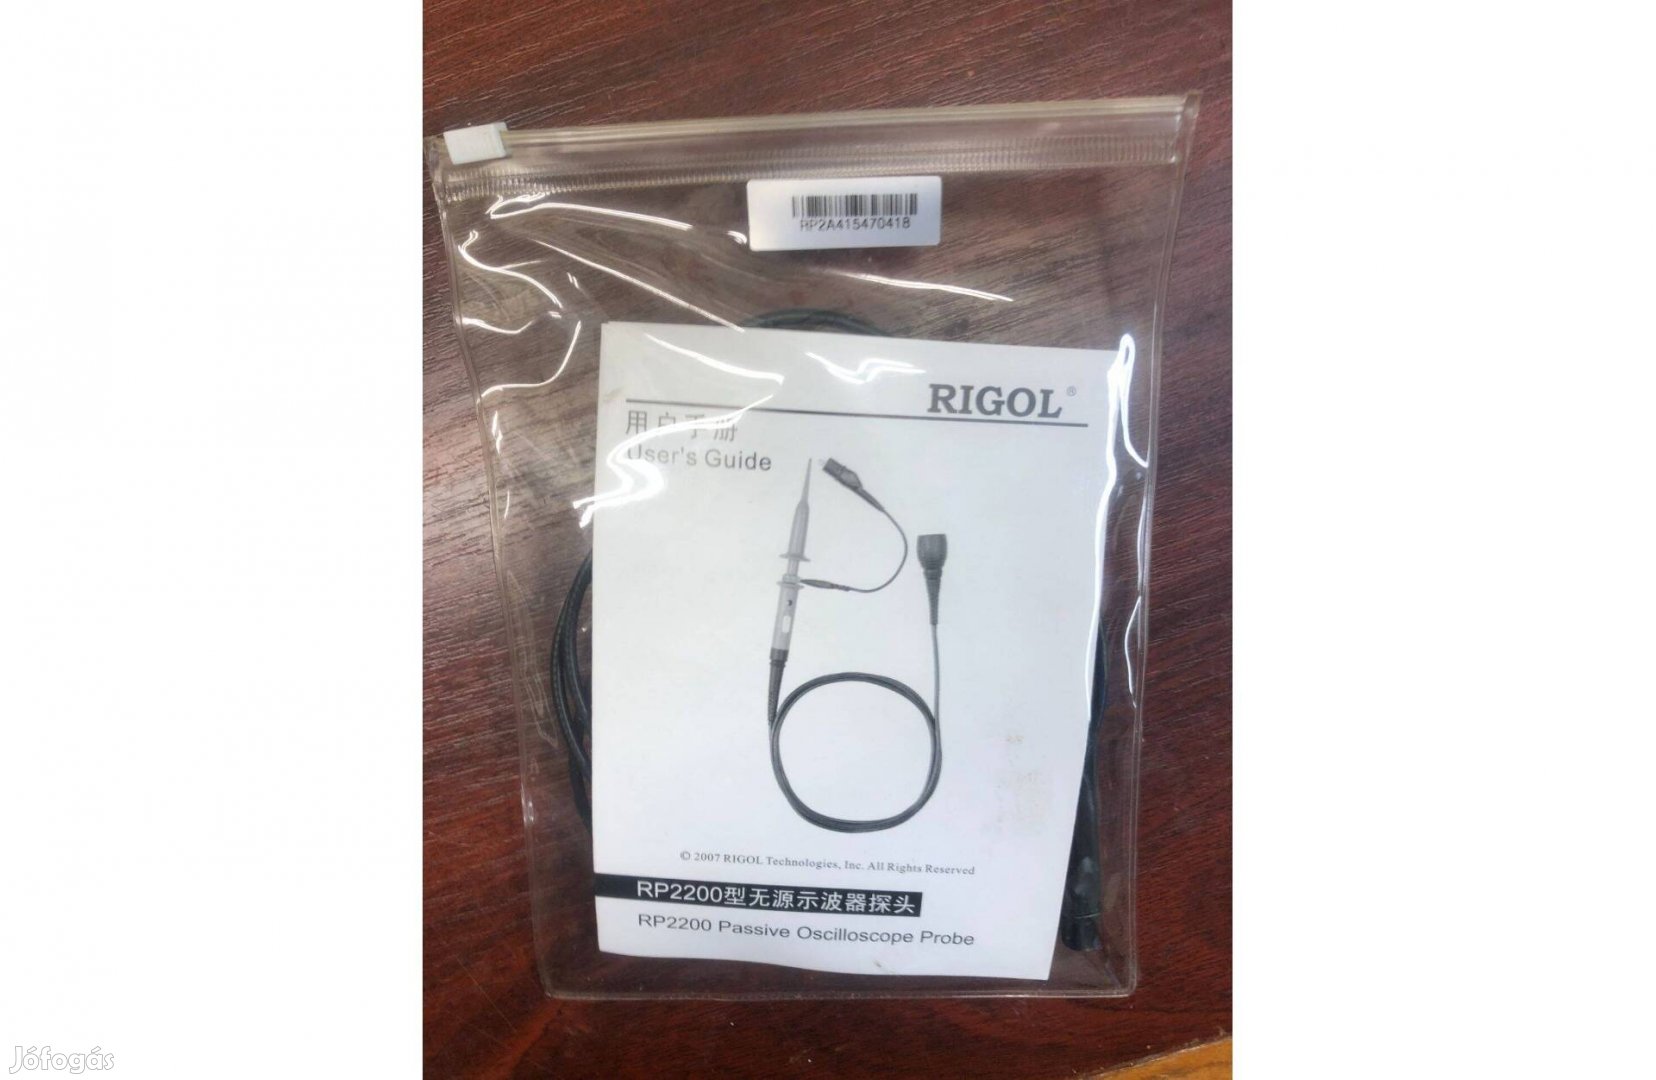 RP2A415470418
RIGOL®
用户手册
User's Guide
© 2007 RIGOL Technologies, Inc. All Rights Reserved
RP2200型无源示波器探头
RP2200 Passive Oscilloscope Probe
Jófogás